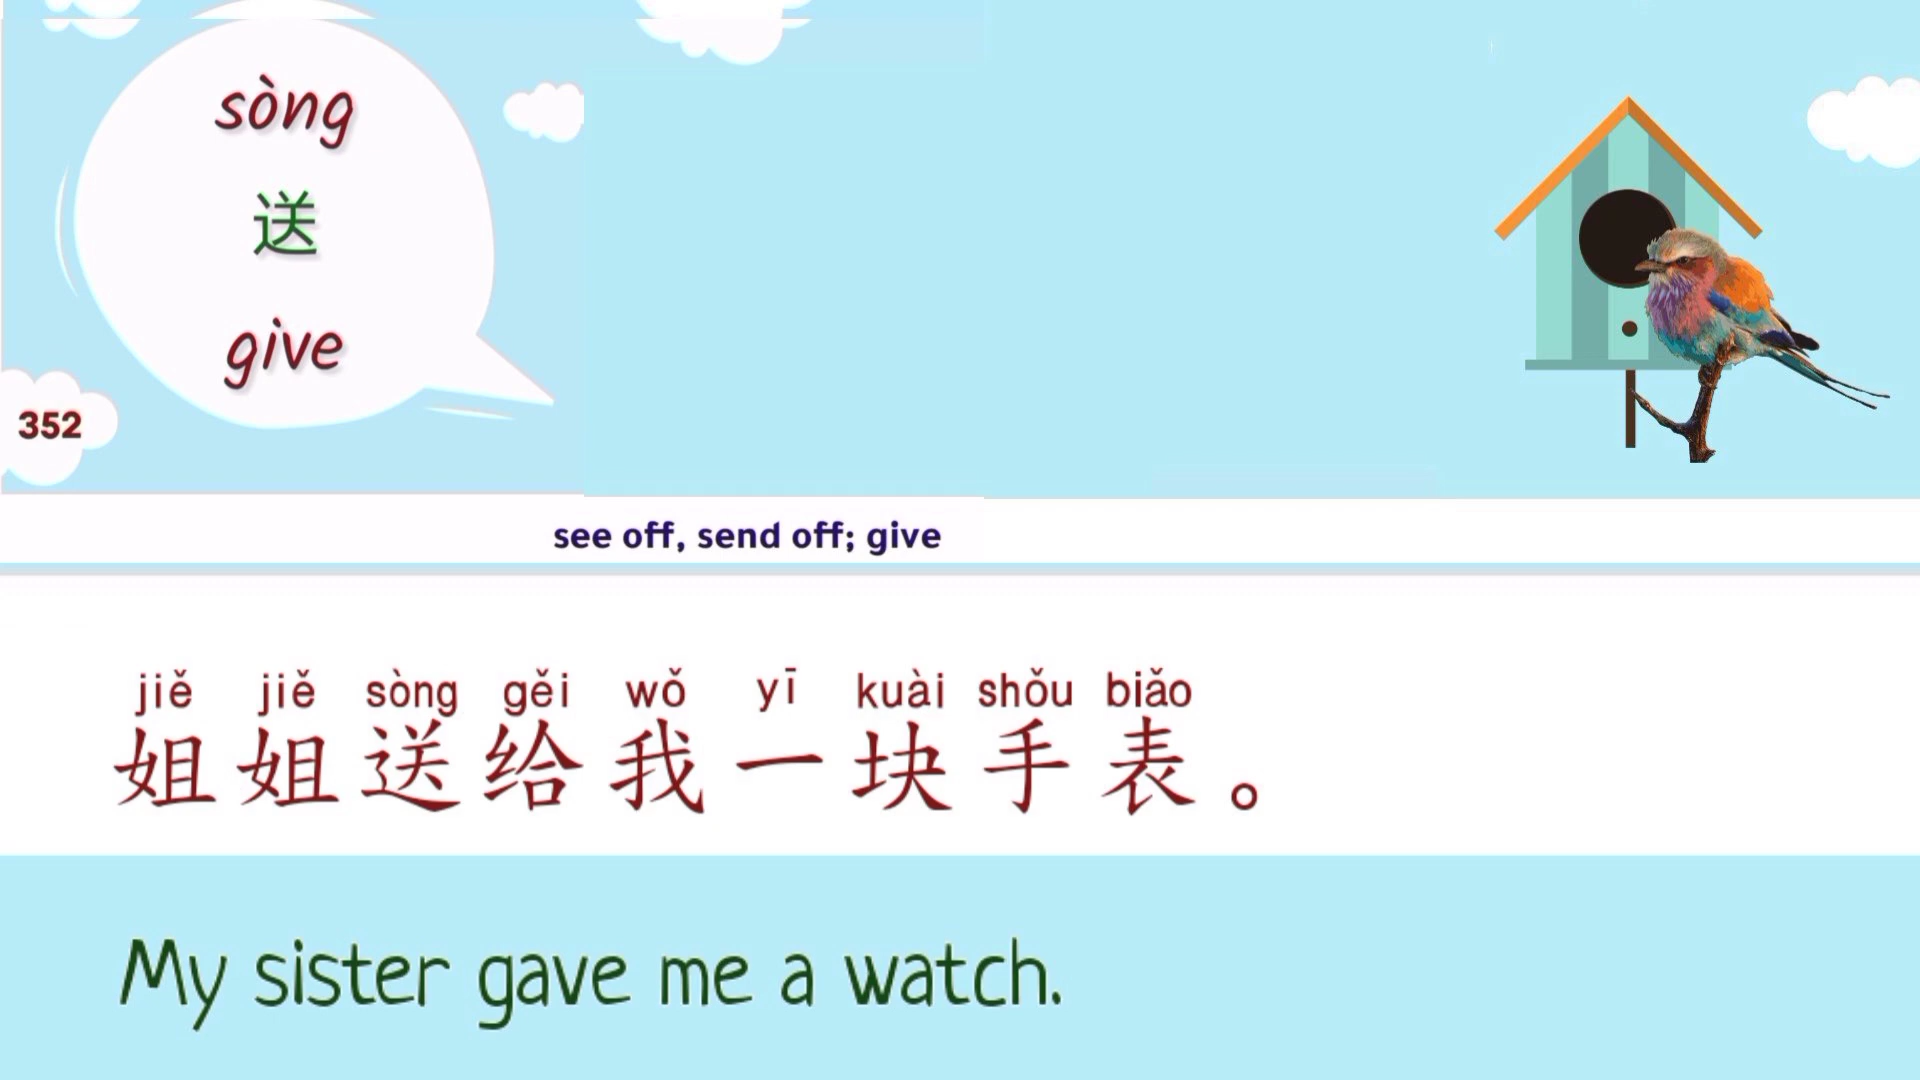 sòng
送
give
352
see off, send off; give
jiě jiě sòng gěi wǒ yī kuài shǒu biǎo
姐姐送给我一块手表。
My sister gave me a watch.